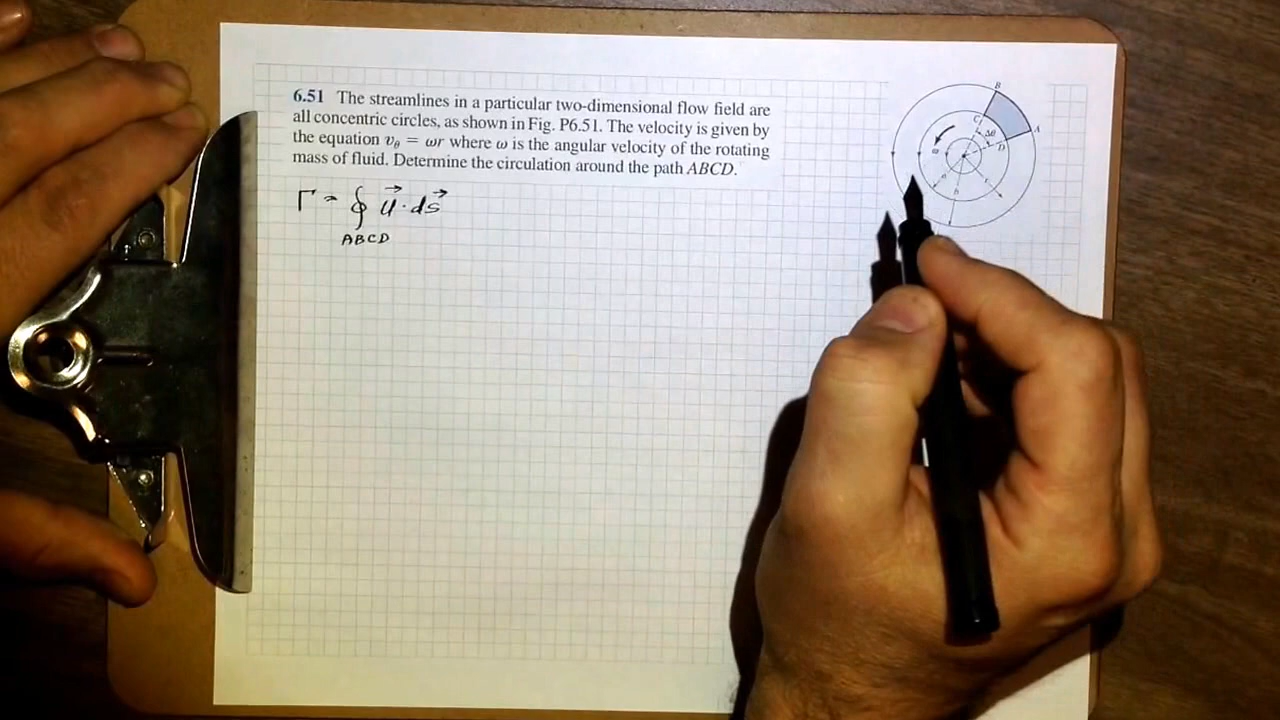 6.51 The streamlines in a particular two-dimensional flow field are
all concentric circles, as shown in Fig. P6.51. The velocity is given by
the equation vθ = ωr where ω is the angular velocity of the rotating
mass of fluid. Determine the circulation around the path ABCD.
Γ = ∮ u⃗ · ds⃗
ABCD
B
C
A
Δθ
D
ω
a
r
b